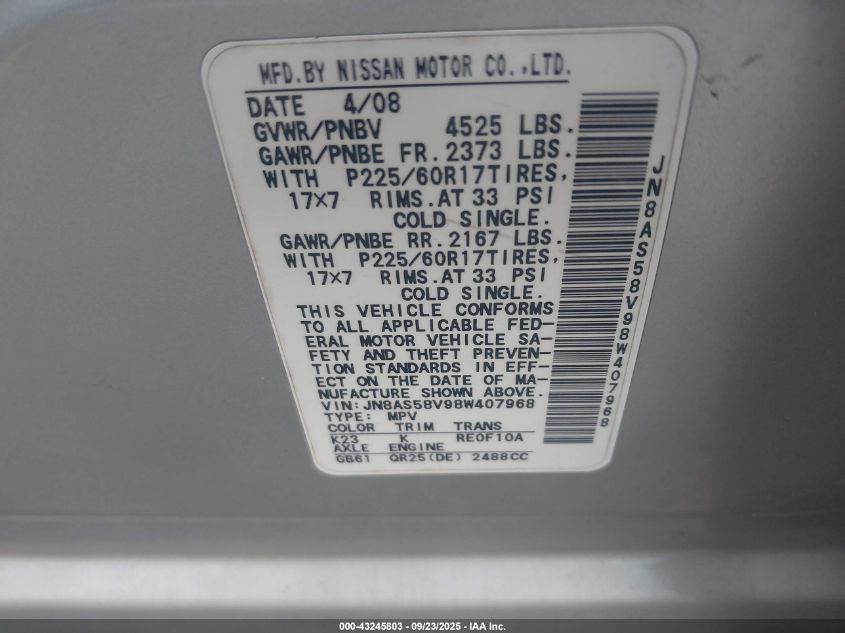 MFD.BY NISSAN MOTOR CO.,LTD.
DATE 4/08
GVWR/PNBV 4525 LBS.
GAWR/PNBE FR.2373 LBS.
WITH P225/60R17TIRES,
17×7 RIMS.AT 33 PSI
COLD SINGLE.
GAWR/PNBE RR.2167 LBS.
WITH P225/60R17TIRES,
17×7 RIMS.AT 33 PSI
COLD SINGLE.
THIS VEHICLE CONFORMS
TO ALL APPLICABLE FED-
ERAL MOTOR VEHICLE SA-
FETY AND THEFT PREVEN-
TION STANDARDS IN EFF-
ECT ON THE DATE OF MA-
NUFACTURE SHOWN ABOVE.
VIN: JN8AS58V98W407968
TYPE: MPV
COLOR TRIM TRANS
K23 K RE0F10A
AXLE ENGINE
GB61 QR25(DE) 2488CC
JN8AS58V98W407968
000-43245803 - 09/23/2025 - IAA Inc.